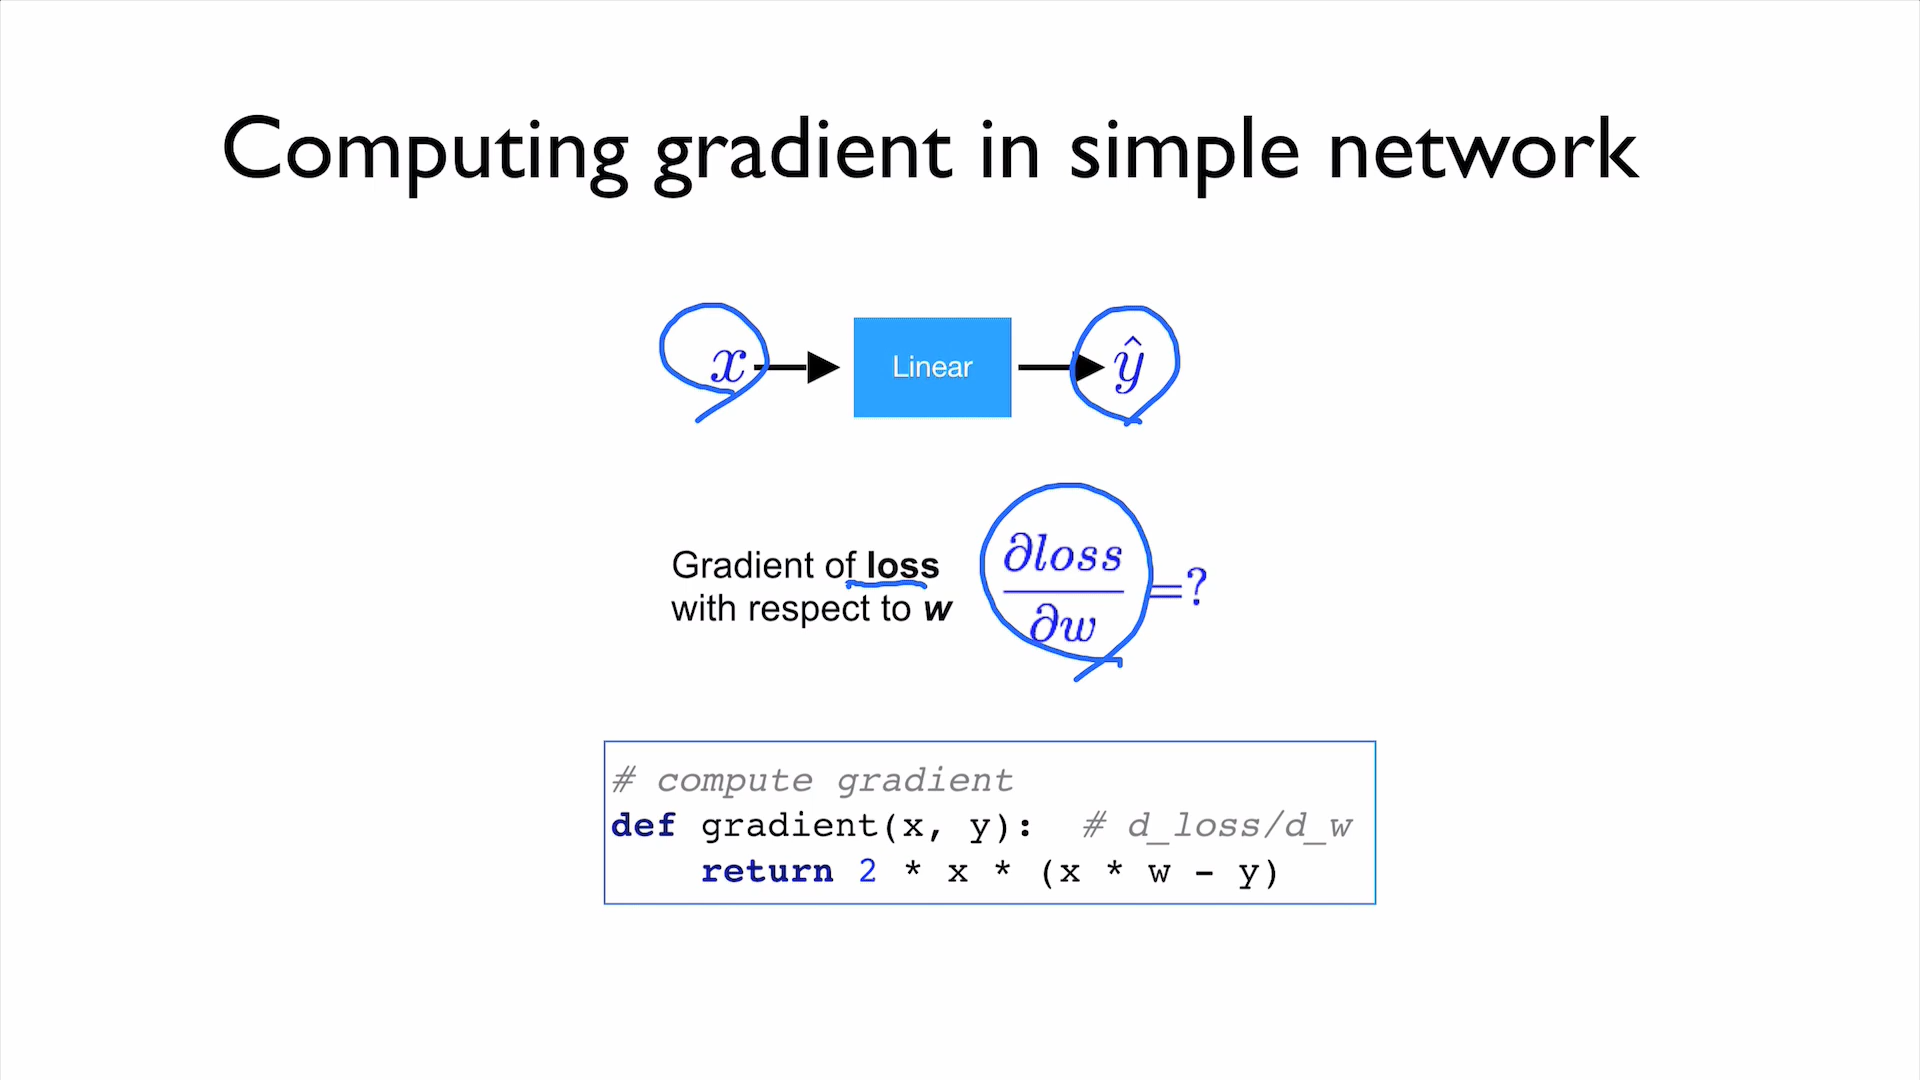 Computing gradient in simple network
x Linear ŷ
Gradient of loss
with respect to w
∂loss
∂w
=?
# compute gradient
def gradient(x, y):  # d_loss/d_w
    return 2 * x * (x * w - y)